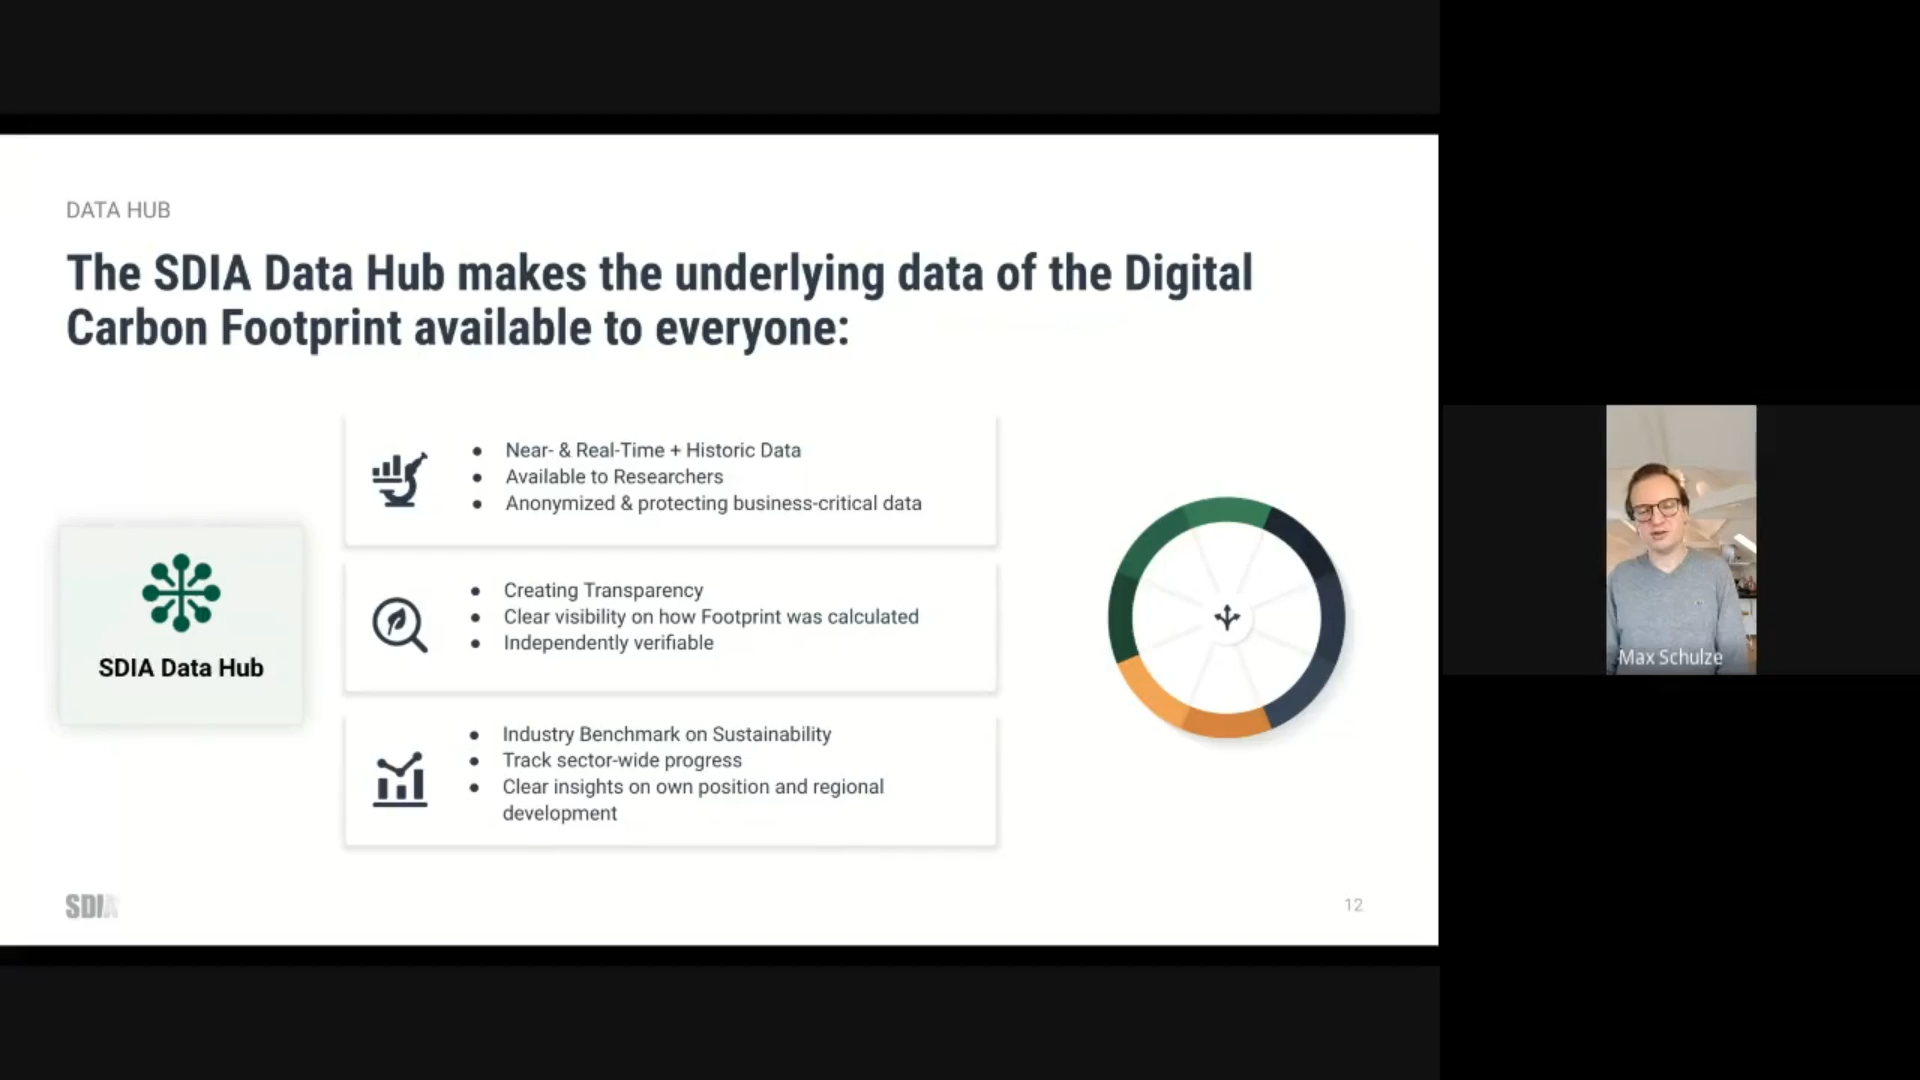 DATA HUB
The SDIA Data Hub makes the underlying data of the Digital
Carbon Footprint available to everyone:
● Near- & Real-Time + Historic Data
● Available to Researchers
● Anonymized & protecting business-critical data
SDIA Data Hub
● Creating Transparency
● Clear visibility on how Footprint was calculated
● Independently verifiable
● Industry Benchmark on Sustainability
● Track sector-wide progress
● Clear insights on own position and regional
development
SDIA
12
Max Schulze